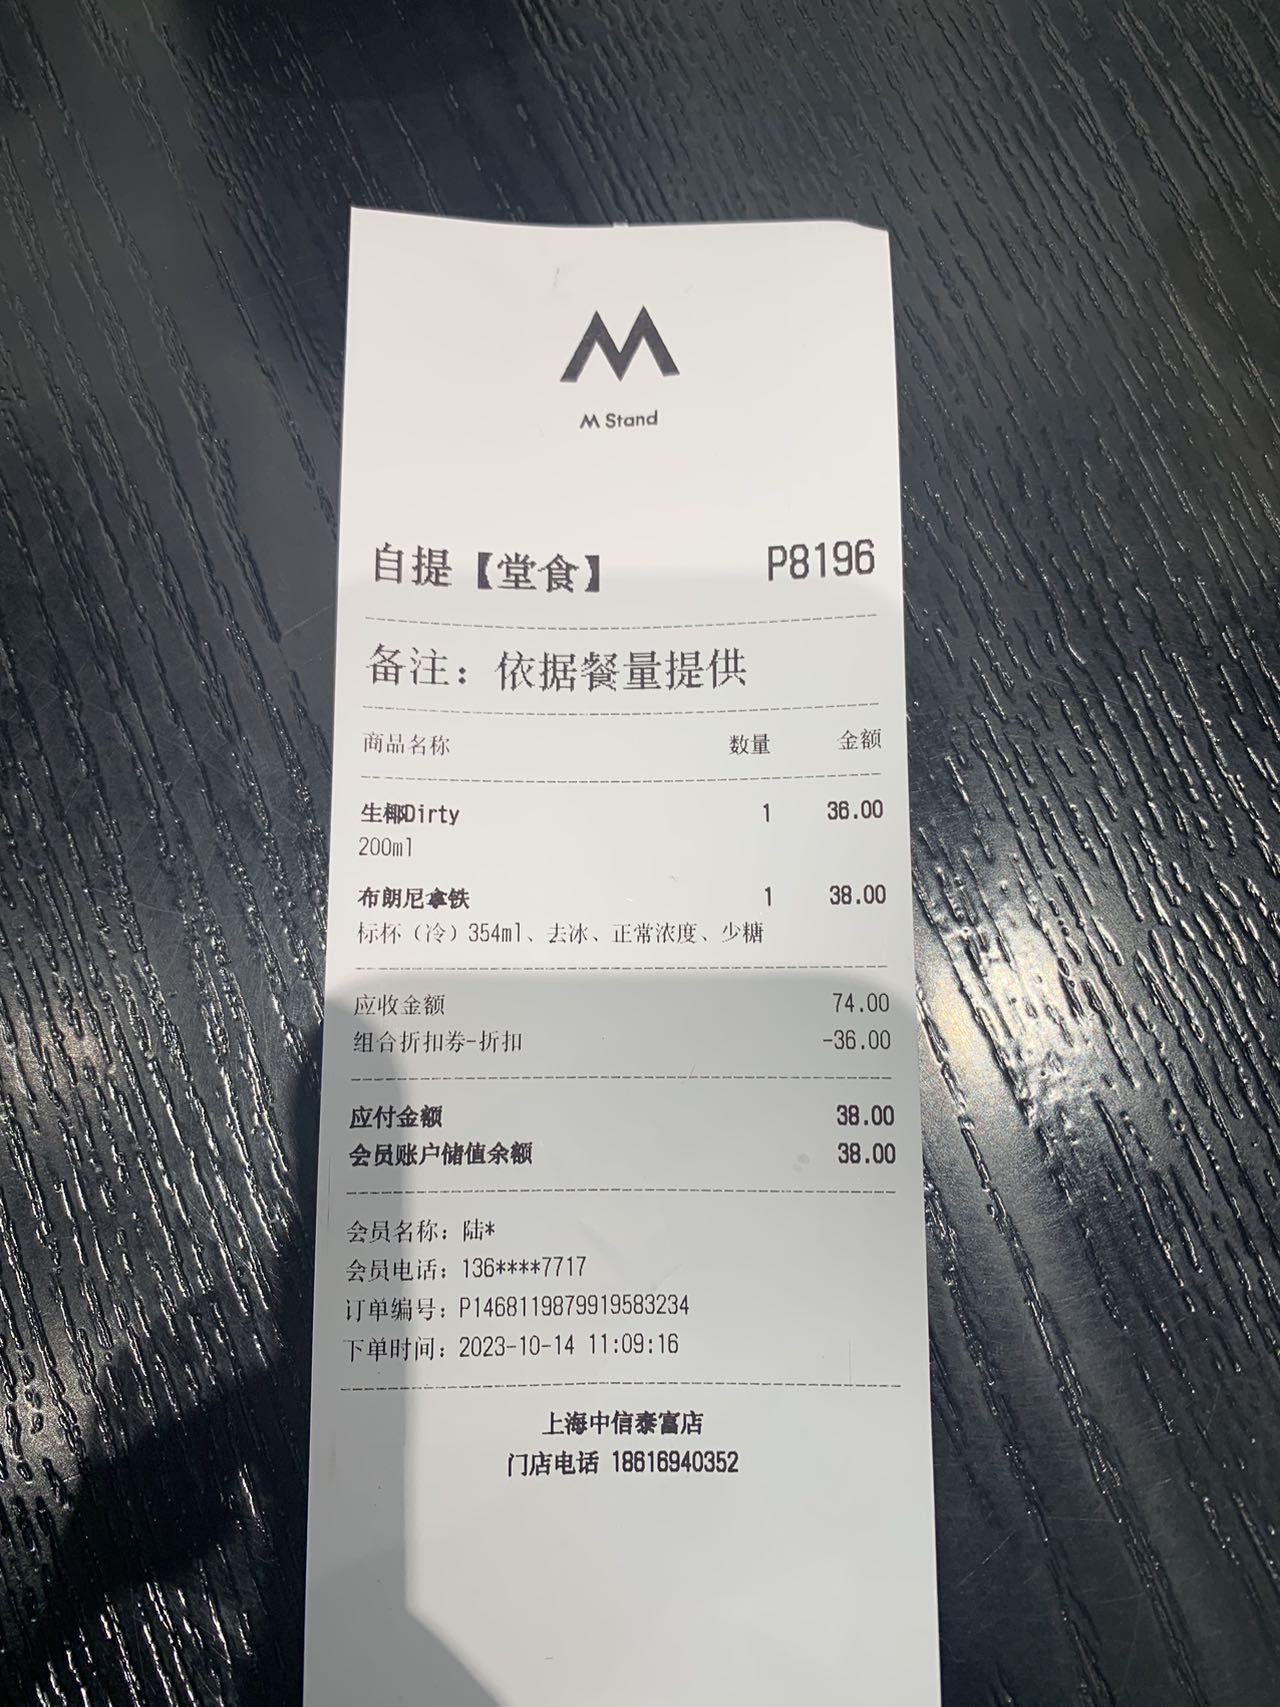 M Stand
自提【堂食】 P8196
备注：依据餐量提供
商品名称 数量 金额
生椰Dirty 1 36.00
200ml
布朗尼拿铁 1 38.00
标杯（冷）354ml、去冰、正常浓度、少糖
应收金额 74.00
组合折扣券-折扣 -36.00
应付金额 38.00
会员账户储值余额 38.00
会员名称：陆*
会员电话：136****7717
订单编号：P1468119879919583234
下单时间：2023-10-14 11:09:16
上海中信泰富店
门店电话 18616940352